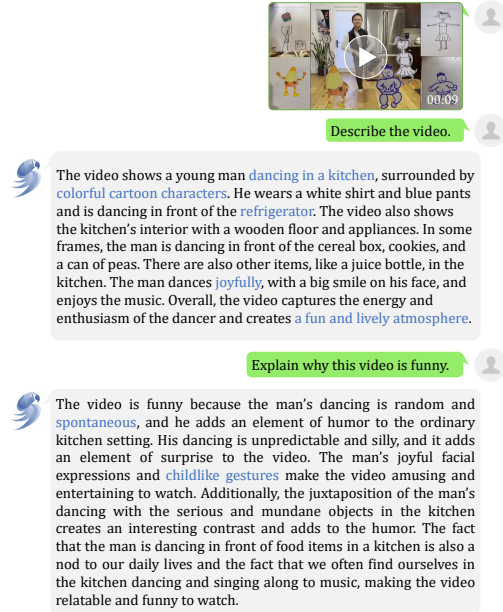 00:09
Describe the video.
The video shows a young man dancing in a kitchen, surrounded by
colorful cartoon characters. He wears a white shirt and blue pants
and is dancing in front of the refrigerator. The video also shows
the kitchen's interior with a wooden floor and appliances. In some
frames, the man is dancing in front of the cereal box, cookies, and
a can of peas. There are also other items, like a juice bottle, in the
kitchen. The man dances joyfully, with a big smile on his face, and
enjoys the music. Overall, the video captures the energy and
enthusiasm of the dancer and creates a fun and lively atmosphere.
Explain why this video is funny.
The video is funny because the man's dancing is random and
spontaneous, and he adds an element of humor to the ordinary
kitchen setting. His dancing is unpredictable and silly, and it adds
an element of surprise to the video. The man's joyful facial
expressions and childlike gestures make the video amusing and
entertaining to watch. Additionally, the juxtaposition of the man's
dancing with the serious and mundane objects in the kitchen
creates an interesting contrast and adds to the humor. The fact
that the man is dancing in front of food items in a kitchen is also a
nod to our daily lives and the fact that we often find ourselves in
the kitchen dancing and singing along to music, making the video
relatable and funny to watch.